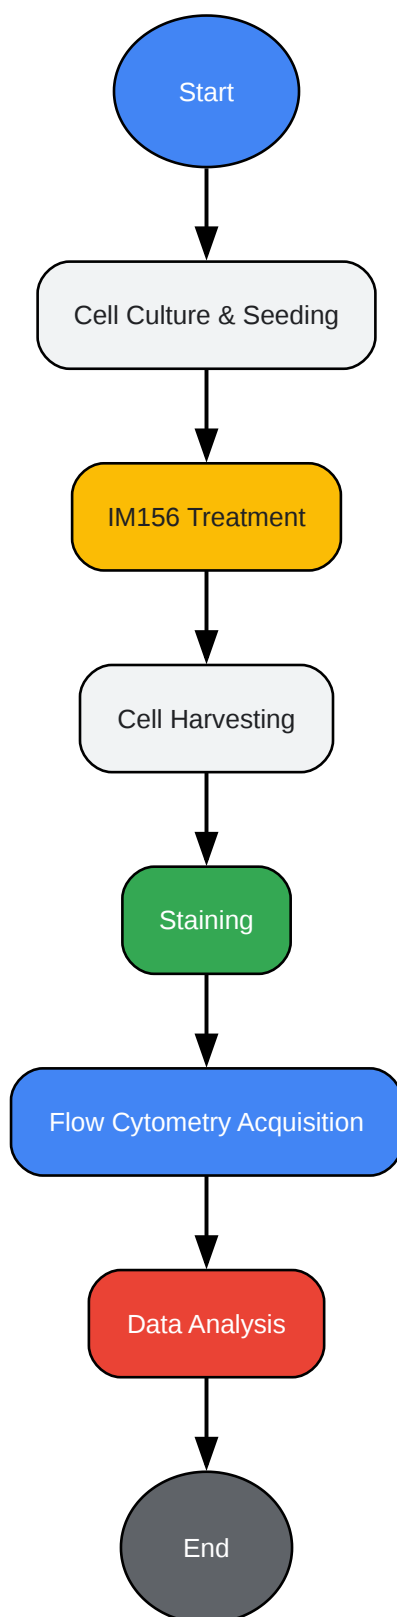 Start
Cell Culture & Seeding
IM156 Treatment
Cell Harvesting
Staining
Flow Cytometry Acquisition
Data Analysis
End